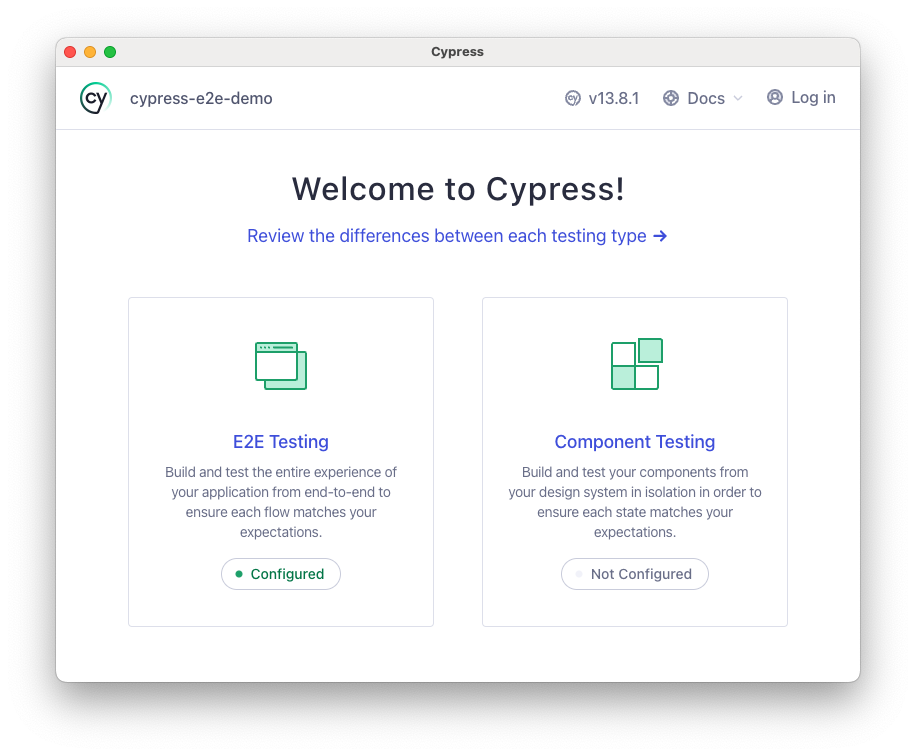 Cypress
cy cypress-e2e-demo cy v13.8.1 Docs Log in
Welcome to Cypress!
Review the differences between each testing type →
E2E Testing
Build and test the entire experience of
your application from end-to-end to
ensure each flow matches your
expectations.
Configured
Component Testing
Build and test your components from
your design system in isolation in order to
ensure each state matches your
expectations.
Not Configured